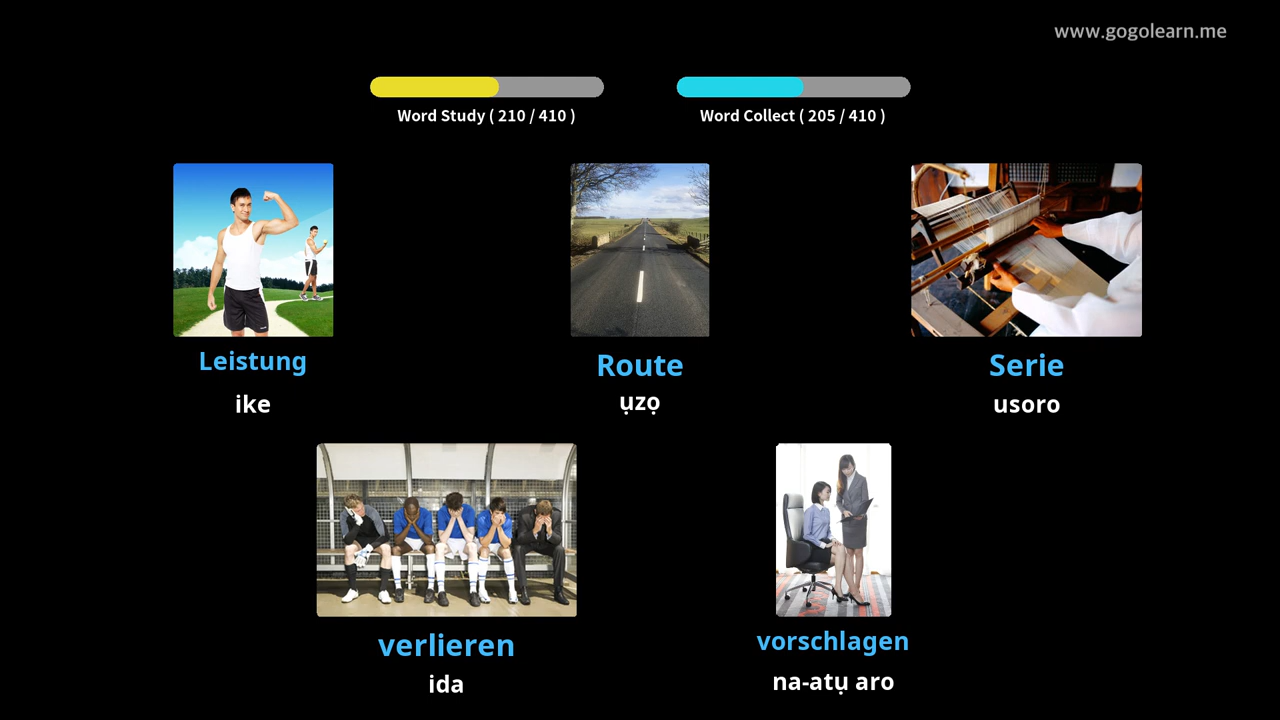 www.gogolearn.me
Word Study ( 210 / 410 )
Word Collect ( 205 / 410 )
Leistung
ike
Route
ụzọ
Serie
usoro
verlieren
ida
vorschlagen
na-atụ aro